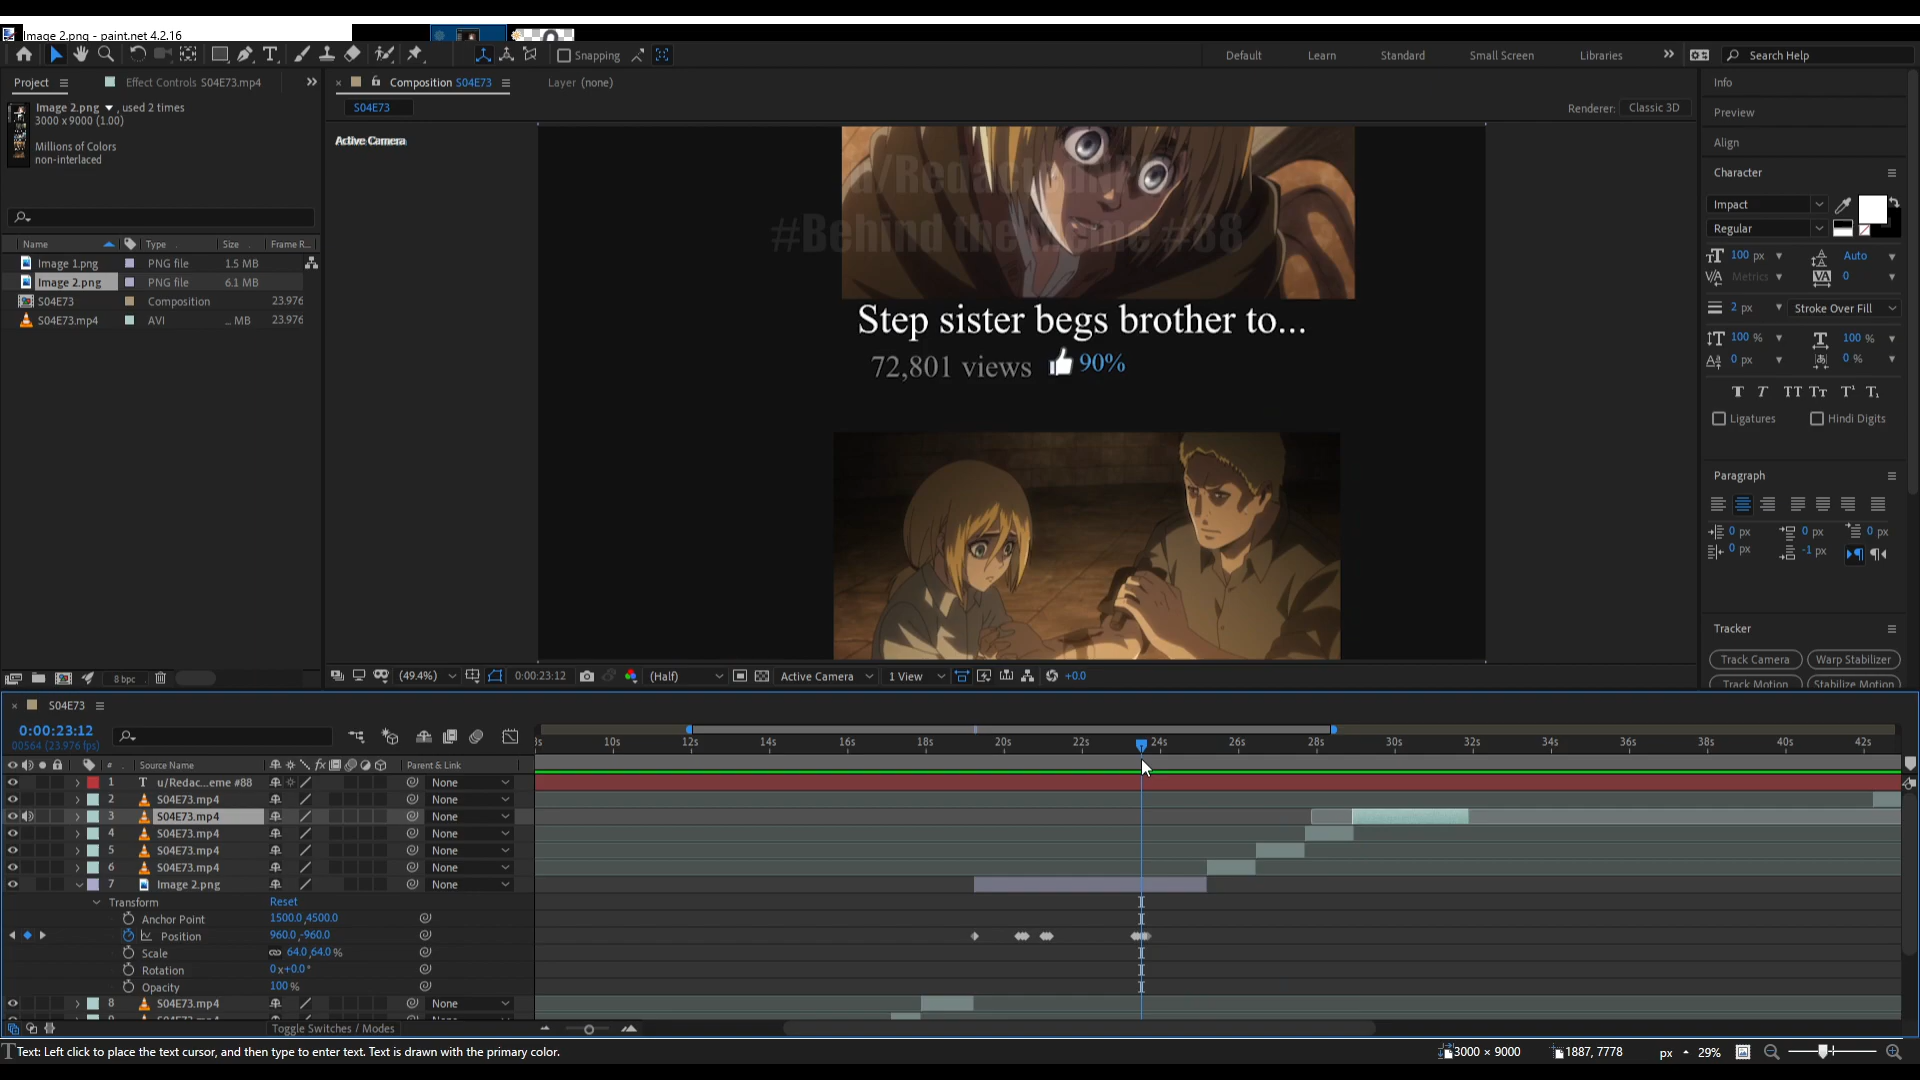 Image 2.png - paint.net 4.2.16
Snapping
Default
Learn
Standard
Small Screen
Libraries
Search Help
Project
Effect Controls S04E73.mp4
Composition S04E73
Layer (none)
Image 2.png , used 2 times
3000 x 9000 (1.00)
Millions of Colors
non-interlaced
S04E73
Renderer: Classic 3D
Active Camera
Name Type Size Frame R...
Image 1.png PNG file 1.5 MB
Image 2.png PNG file 6.1 MB
S04E73 Composition 23.976
S04E73.mp4 AVI ... MB 23.976
#Behind the #88
Step sister begs brother to...
72,801 views 90%
8 bpc
(49.4%) 0:00:23:12 (Half) Active Camera 1 View +0.0
Info
Preview
Align
Character
Impact
Regular
100 px Auto
Metrics 0
2 px Stroke Over Fill
100 % 100 %
0 px 0 %
T T TT Tt T¹ T₁
Ligatures Hindi Digits
Paragraph
0 px 0 px 0 px
0 px -1 px
Tracker
Track Camera Warp Stabilizer
Track Motion Stabilize Motion
S04E73
0:00:23:12
00564 (23.976 fps)
10s 12s 14s 16s 18s 20s 22s 24s 26s 28s 30s 32s 34s 36s 38s 40s 42s
# Source Name Parent & Link
1 T u/Redac...eme #88 None
2 S04E73.mp4 None
3 S04E73.mp4 None
4 S04E73.mp4 None
5 S04E73.mp4 None
6 S04E73.mp4 None
7 Image 2.png None
Transform Reset
Anchor Point 1500.0,4500.0
Position 960.0,-960.0
Scale 64.0,64.0 %
Rotation 0x+0.0°
Opacity 100 %
8 S04E73.mp4 None
Toggle Switches / Modes
Text: Left click to place the text cursor, and then type to enter text. Text is drawn with the primary color.
3000 × 9000
1887, 7778
px 29%